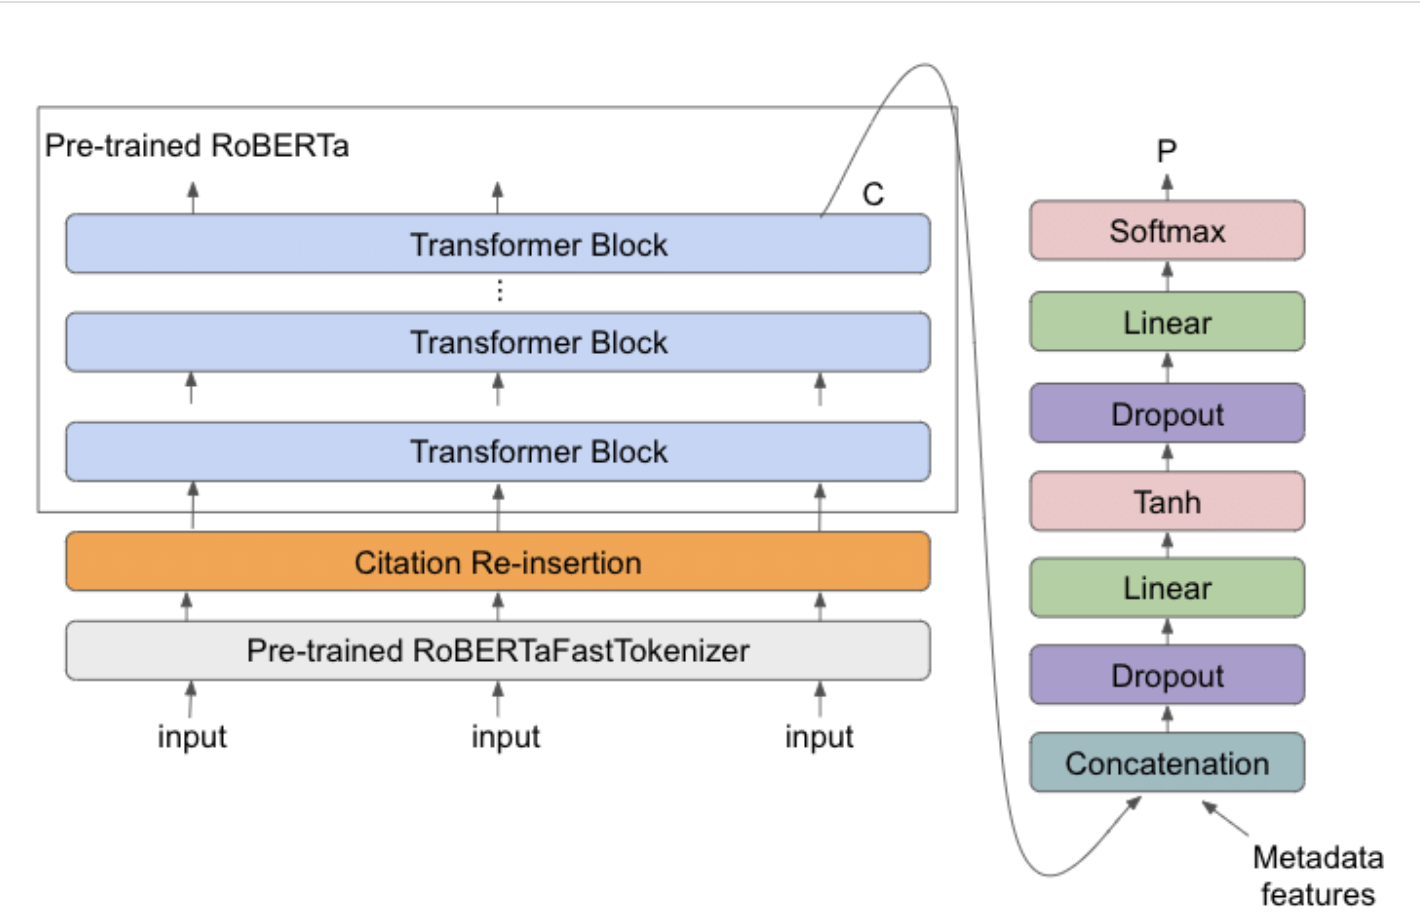 Pre-trained RoBERTa
C
Transformer Block
Transformer Block
Transformer Block
Citation Re-insertion
Pre-trained RoBERTaFastTokenizer
input input input
P
Softmax
Linear
Dropout
Tanh
Linear
Dropout
Concatenation
Metadata
features